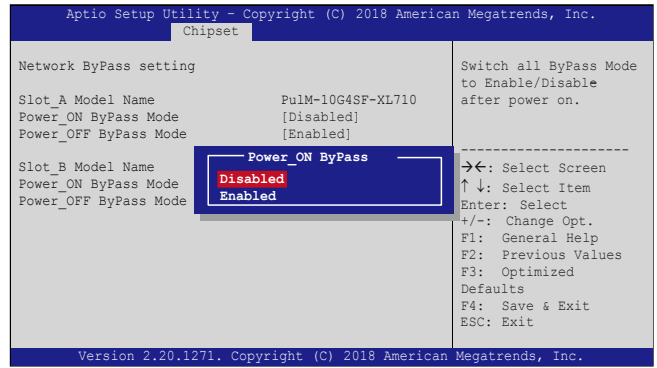 Aptio Setup Utility - Copyright (C) 2018 American Megatrends, Inc.
Chipset
Network ByPass setting
Slot_A Model Name PulM-10G4SF-XL710
Power_ON ByPass Mode [Disabled]
Power_OFF ByPass Mode [Enabled]
Slot_B Model Name
Power_ON ByPass Mode
Power_OFF ByPass Mode
Power_ON ByPass
Disabled
Enabled
Switch all ByPass Mode
to Enable/Disable
after power on.
---------------------
→←: Select Screen
↑ ↓: Select Item
Enter: Select
+/-: Change Opt.
F1: General Help
F2: Previous Values
F3: Optimized
Defaults
F4: Save & Exit
ESC: Exit
Version 2.20.1271. Copyright (C) 2018 American Megatrends, Inc.